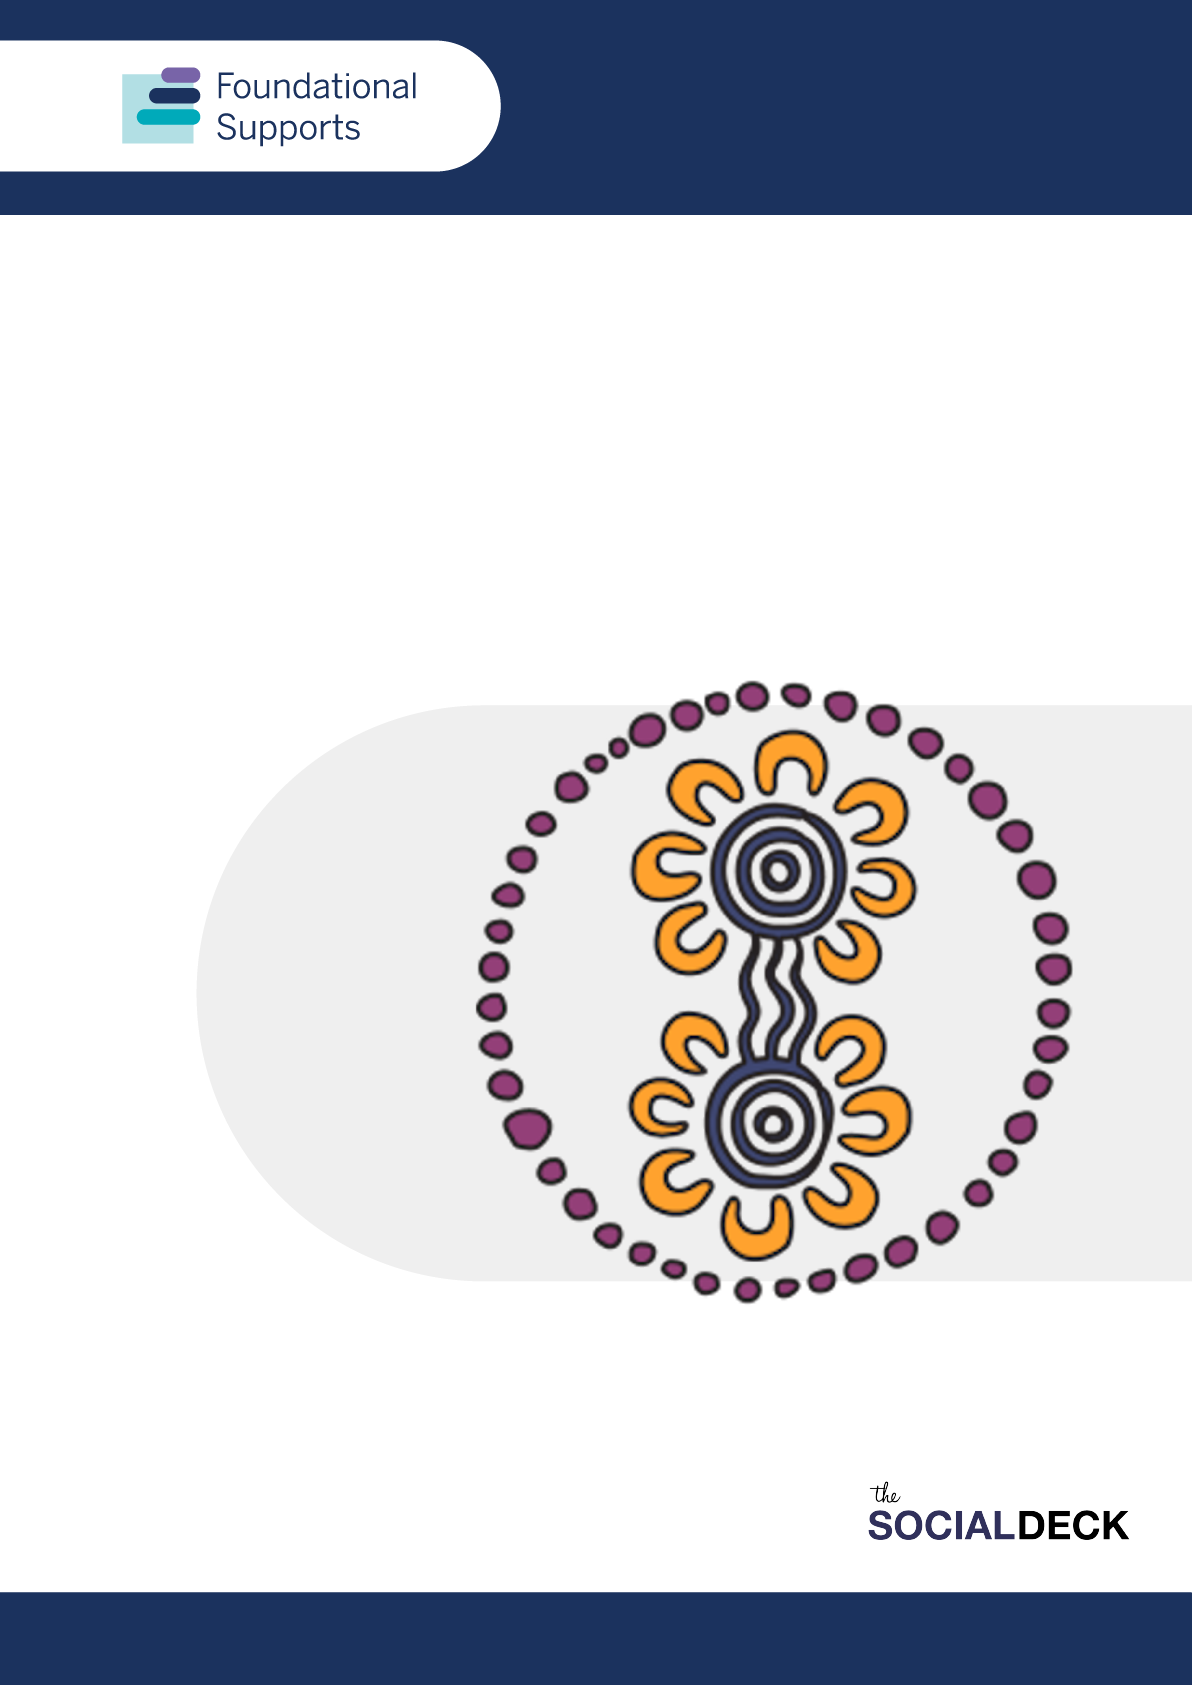 Foundational
Supports
the
SOCIALDECK